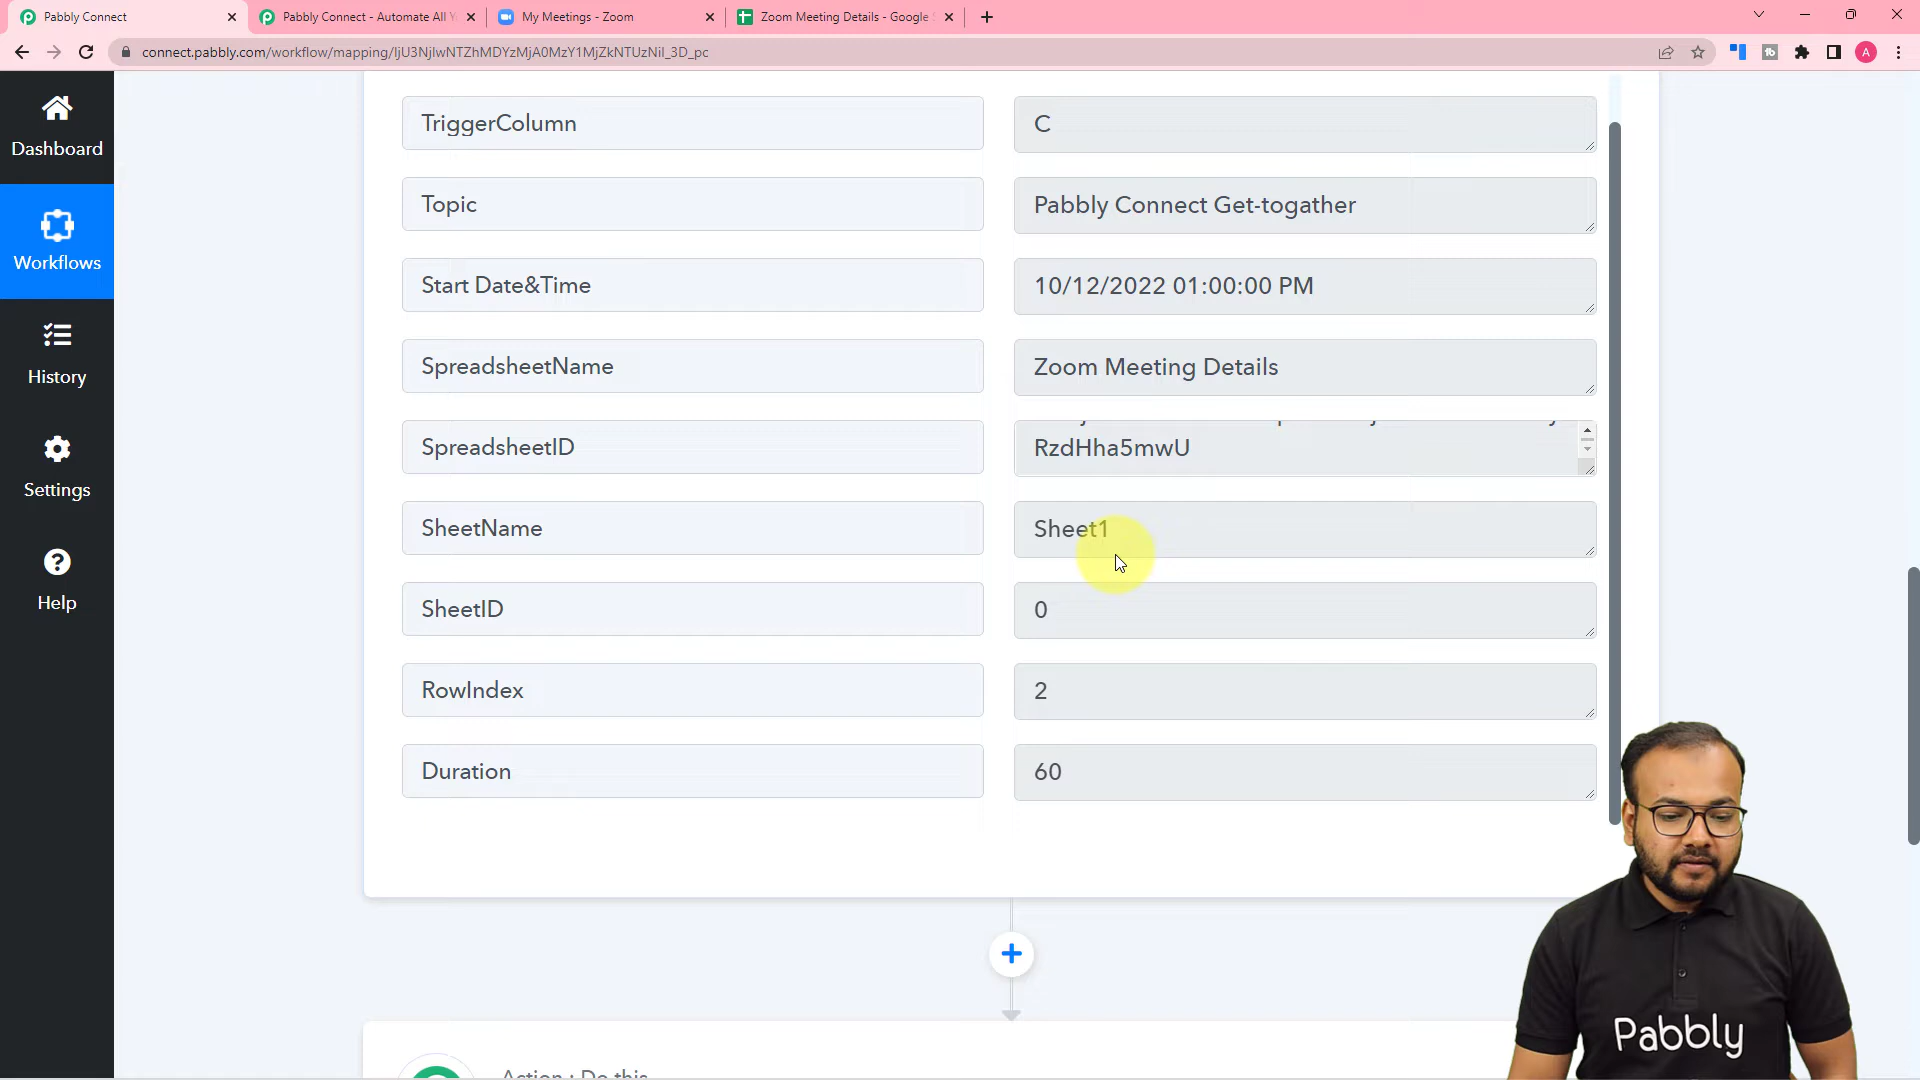 Pabbly Connect
Pabbly Connect - Automate All Y
My Meetings - Zoom
Zoom Meeting Details - Google
connect.pabbly.com/workflow/mapping/
Dashboard
Workflows
History
Settings
Help
TriggerColumn
C
Topic
Pabbly Connect Get-togather
Start Date&Time
10/12/2022 01:00:00 PM
SpreadsheetName
Zoom Meeting Details
SpreadsheetID
RzdHha5mwU
SheetName
Sheet1
SheetID
0
RowIndex
2
Duration
60
Action : Do this
A
Pabbly